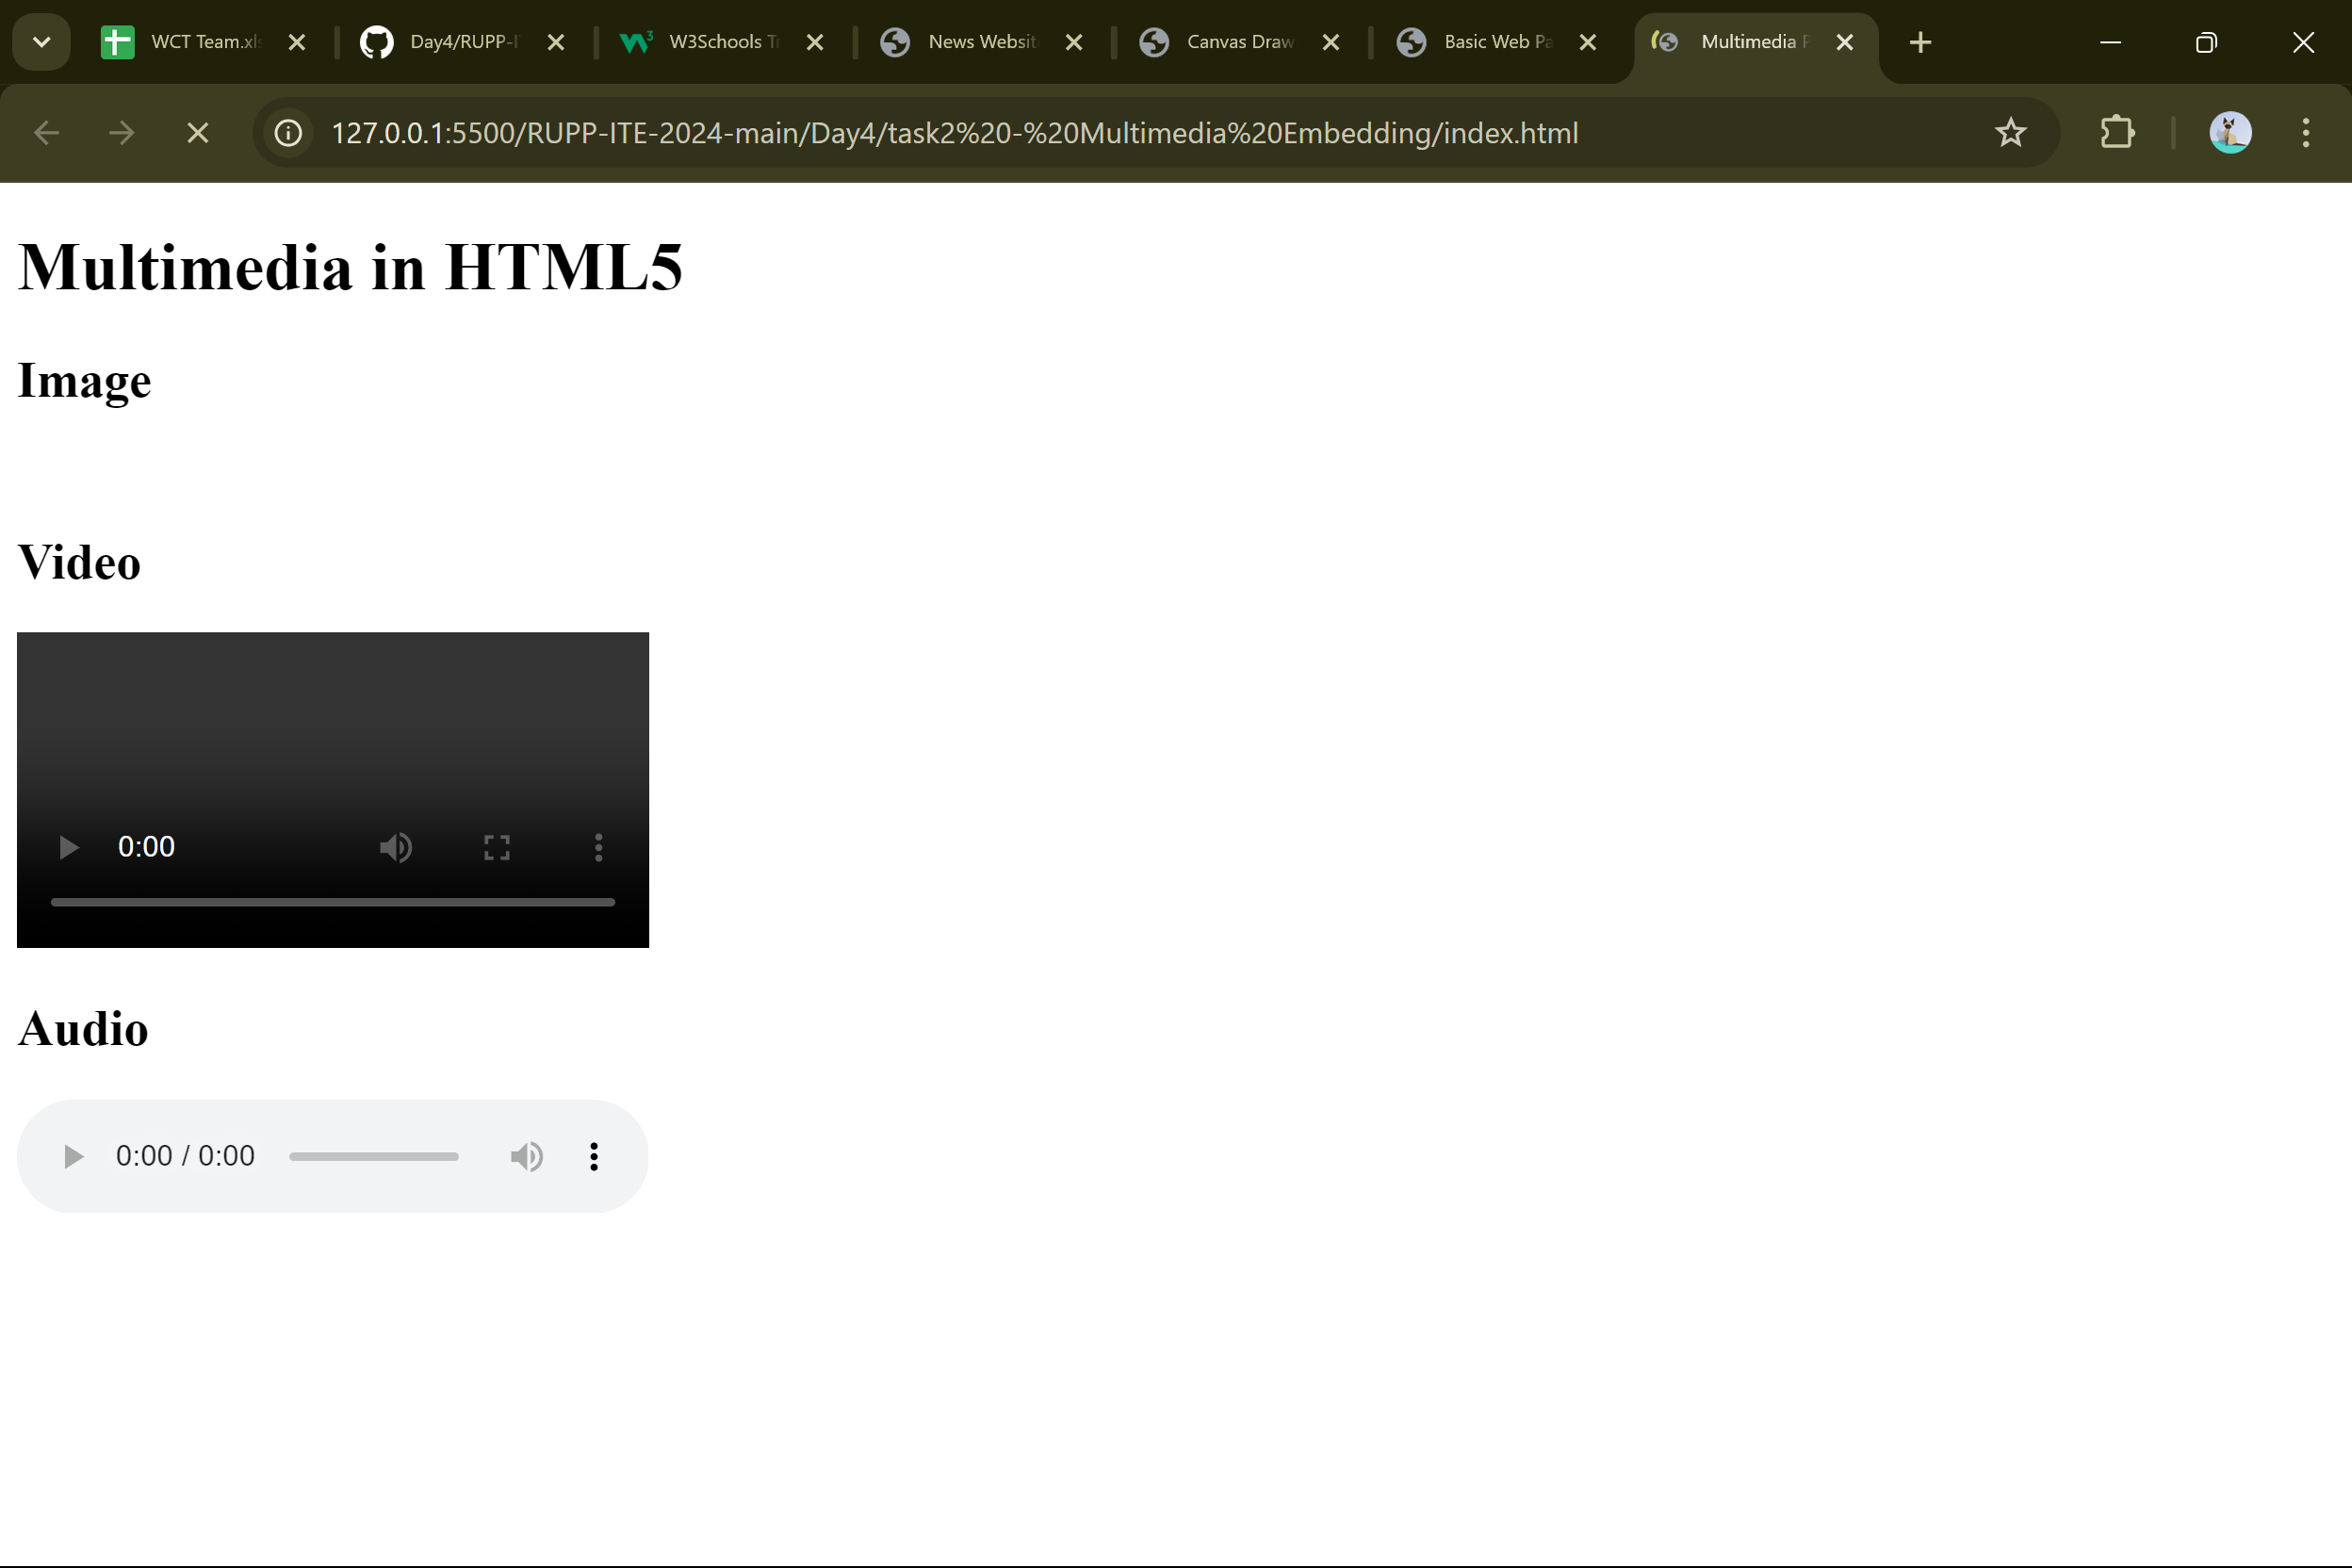 WCT Team.xls
Day4/RUPP-I
W3Schools T
News Websit
Canvas Draw
Basic Web Pa
Multimedia P
127.0.0.1:5500/RUPP-ITE-2024-main/Day4/task2%20-%20Multimedia%20Embedding/index.html
Multimedia in HTML5
Image
Video
0:00
Audio
0:00 / 0:00